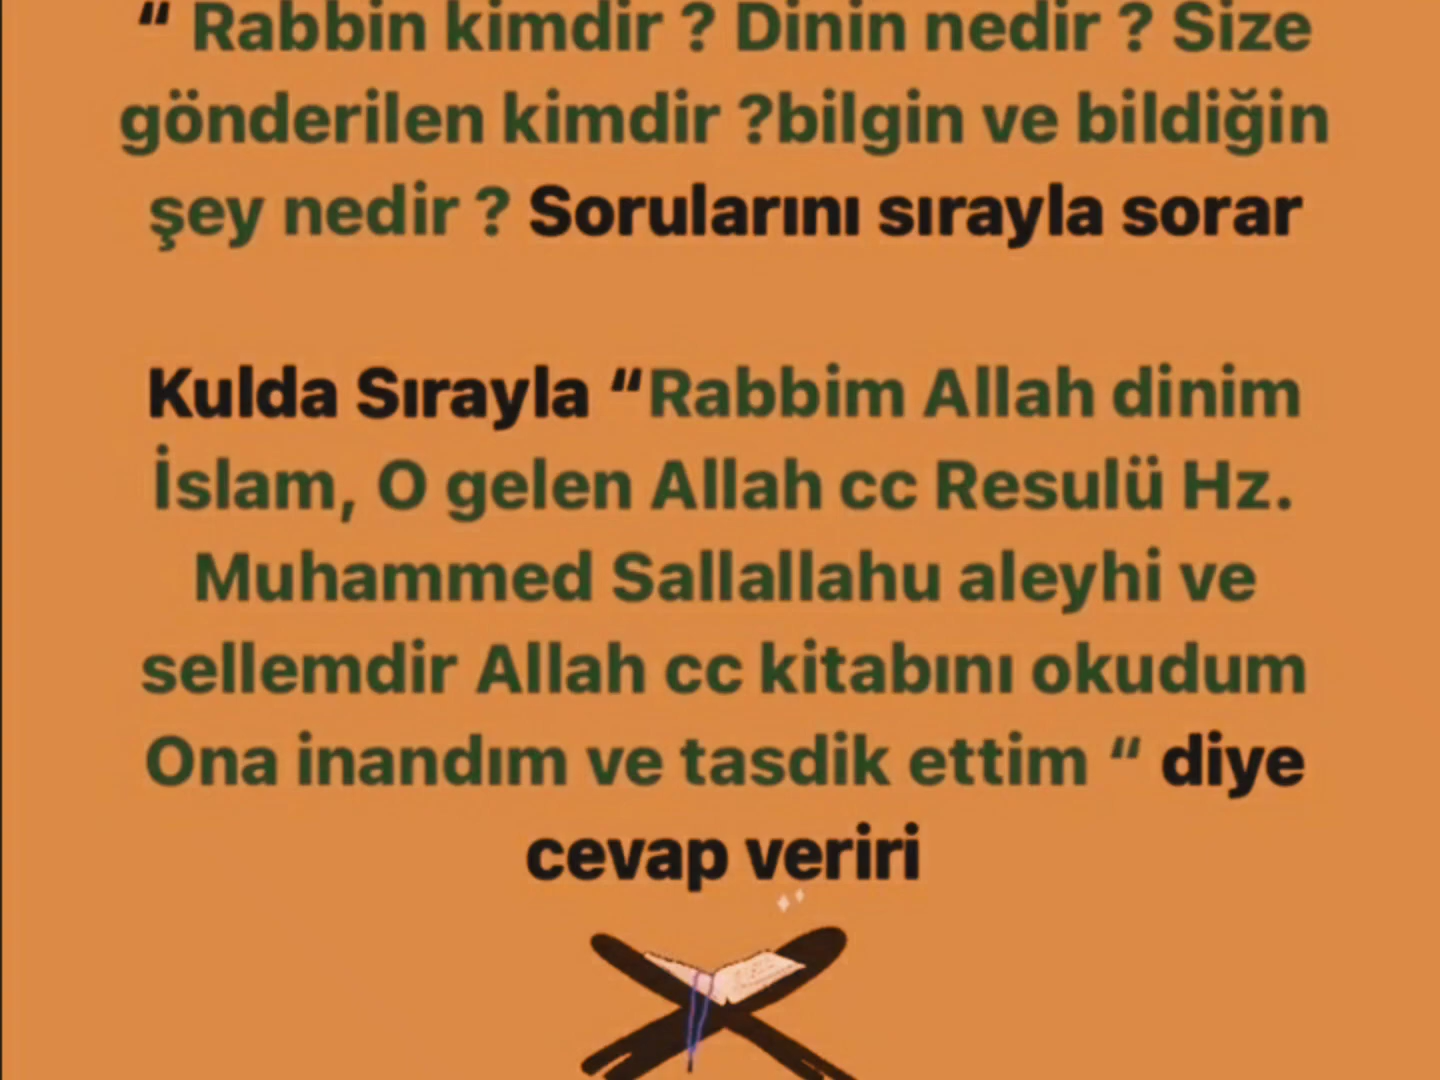 “ Rabbin kimdir ? Dinin nedir ? Size
gönderilen kimdir ?bilgin ve bildiğin
şey nedir ? Sorularını sırayla sorar
Kulda Sırayla “Rabbim Allah dinim
İslam, O gelen Allah cc Resulü Hz.
Muhammed Sallallahu aleyhi ve
sellemdir Allah cc kitabını okudum
Ona inandım ve tasdik ettim “ diye
cevap veriri